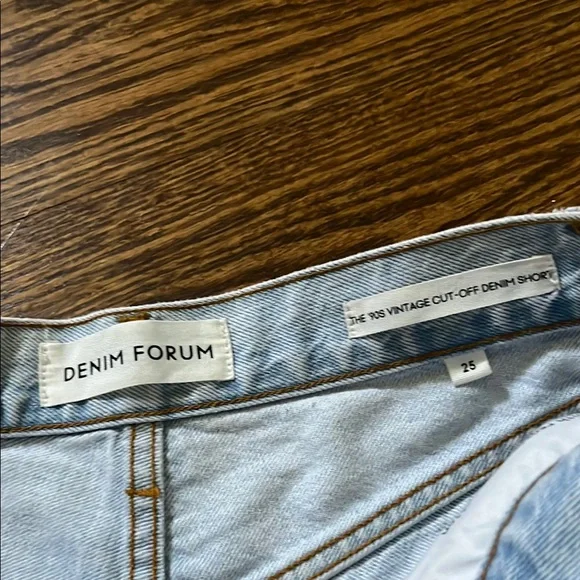 DENIM FORUM
THE '90S VINTAGE CUT-OFF DENIM SHORT
25